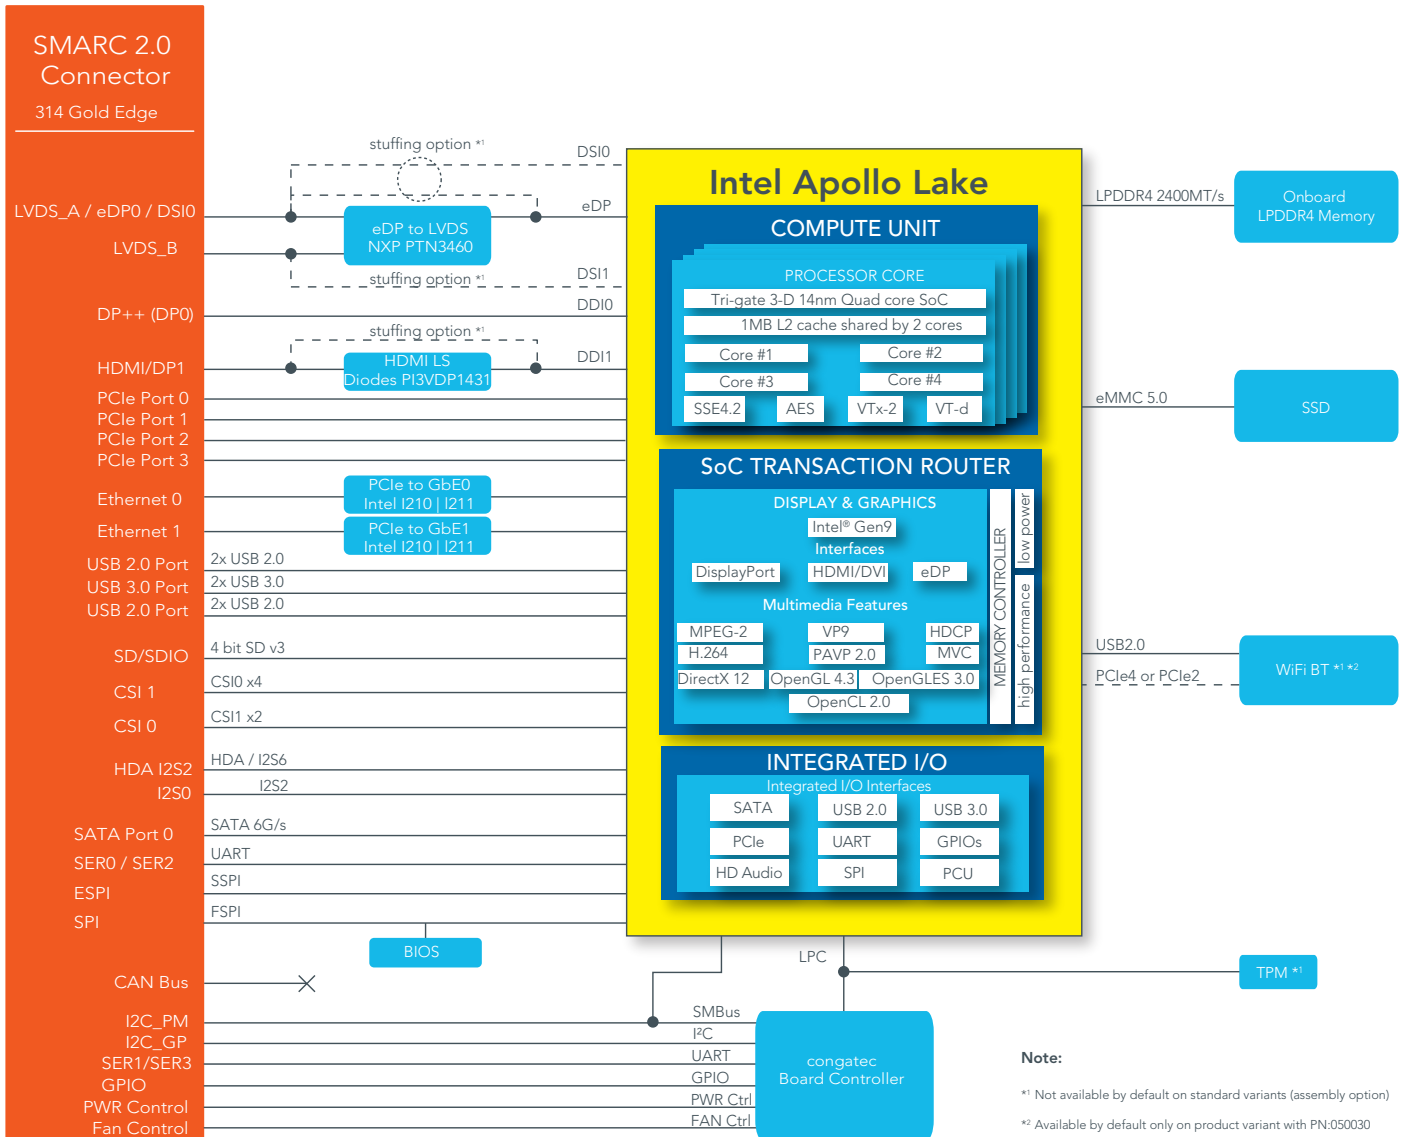 SMARC 2.0
Connector
314 Gold Edge
LVDS_A / eDP0 / DSI0
LVDS_B
DP++ (DP0)
HDMI/DP1
PCIe Port 0
PCIe Port 1
PCIe Port 2
PCIe Port 3
Ethernet 0
Ethernet 1
USB 2.0 Port
USB 3.0 Port
USB 2.0 Port
SD/SDIO
CSI 1
CSI 0
HDA I2S2
I2S0
SATA Port 0
SER0 / SER2
ESPI
SPI
CAN Bus
I2C_PM
I2C_GP
SER1/SER3
GPIO
PWR Control
Fan Control
stuffing option *1
DSI0
eDP
eDP to LVDS
NXP PTN3460
stuffing option *1
DSI1
DDI0
stuffing option *1
DDI1
HDMI LS
Diodes PI3VDP1431
PCIe to GbE0
Intel I210 | I211
PCIe to GbE1
Intel I210 | I211
2x USB 2.0
2x USB 3.0
2x USB 2.0
4 bit SD v3
CSI0 x4
CSI1 x2
HDA / I2S6
I2S2
SATA 6G/s
UART
SSPI
FSPI
BIOS
Intel Apollo Lake
COMPUTE UNIT
PROCESSOR CORE
Tri-gate 3-D 14nm Quad core SoC
1MB L2 cache shared by 2 cores
Core #1
Core #2
Core #3
Core #4
SSE4.2
AES
VTx-2
VT-d
SoC TRANSACTION ROUTER
DISPLAY & GRAPHICS
Intel® Gen9
Interfaces
DisplayPort
HDMI/DVI
eDP
Multimedia Features
MPEG-2
VP9
HDCP
H.264
PAVP 2.0
MVC
DirectX 12
OpenGL 4.3
OpenGLES 3.0
OpenCL 2.0
MEMORY CONTROLLER
low power
high performance
INTEGRATED I/O
Integrated I/O Interfaces
SATA
USB 2.0
USB 3.0
PCIe
UART
GPIOs
HD Audio
SPI
PCU
LPDDR4 2400MT/s
Onboard
LPDDR4 Memory
eMMC 5.0
SSD
USB2.0
PCIe4 or PCIe2
WiFi BT *1 *2
LPC
TPM *1
SMBus
I²C
UART
GPIO
PWR Ctrl
FAN Ctrl
congatec
Board Controller
Note:
*1 Not available by default on standard variants (assembly option)
*2 Available by default only on product variant with PN:050030